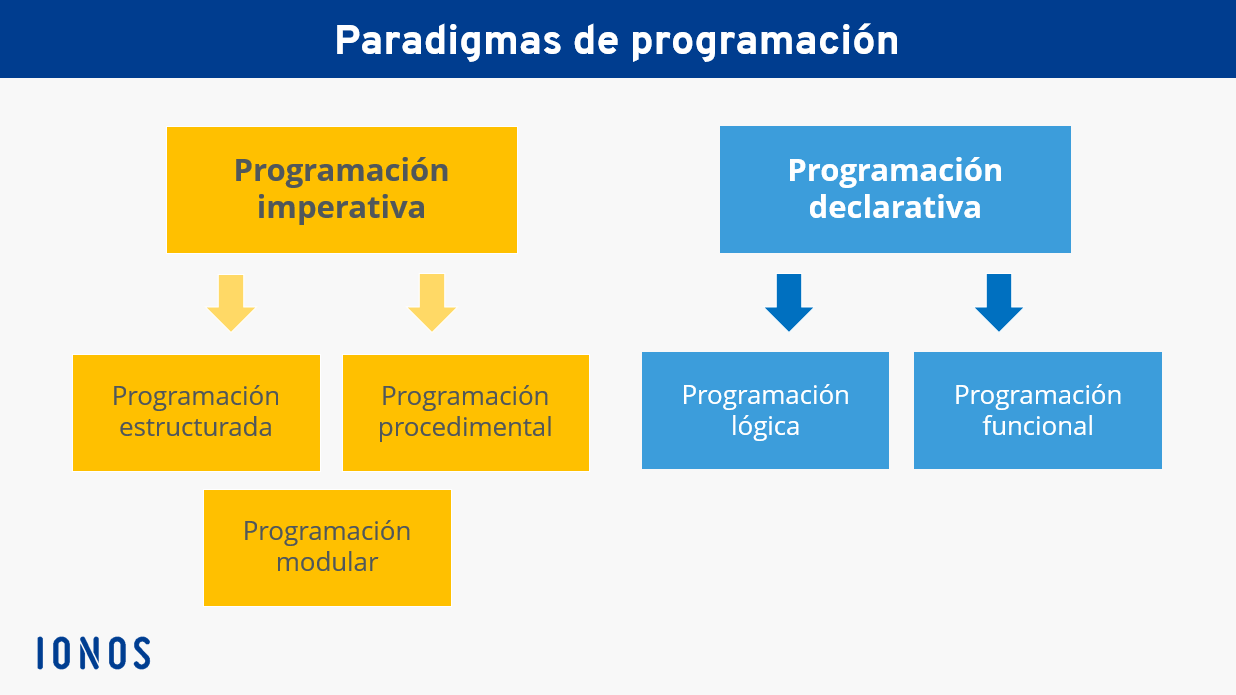 Paradigmas de programación
Programación
imperativa
Programación
declarativa
Programación
estructurada
Programación
procedimental
Programación
lógica
Programación
funcional
Programación
modular
IONOS